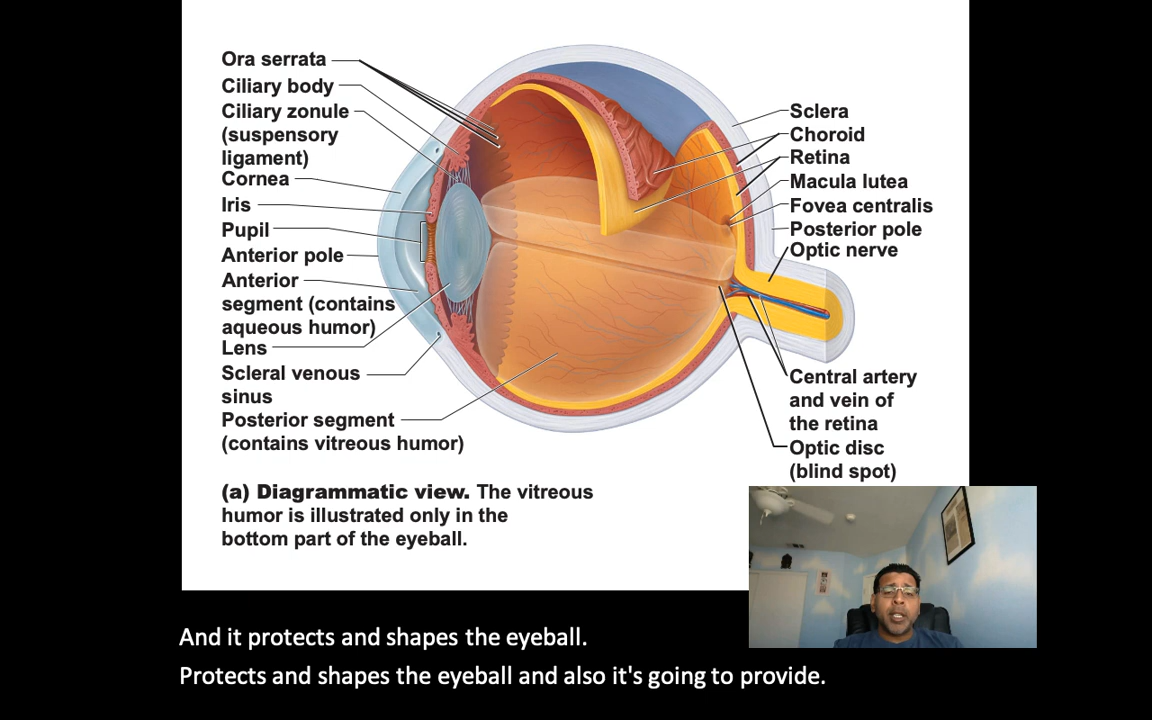 Ora serrata
Ciliary body
Ciliary zonule
(suspensory
ligament)
Cornea
Iris
Pupil
Anterior pole
Anterior
segment (contains
aqueous humor)
Lens
Scleral venous
sinus
Posterior segment
(contains vitreous humor)
Sclera
Choroid
Retina
Macula lutea
Fovea centralis
Posterior pole
Optic nerve
Central artery
and vein of
the retina
Optic disc
(blind spot)
(a) Diagrammatic view. The vitreous
humor is illustrated only in the
bottom part of the eyeball.
And it protects and shapes the eyeball.
Protects and shapes the eyeball and also it's going to provide.